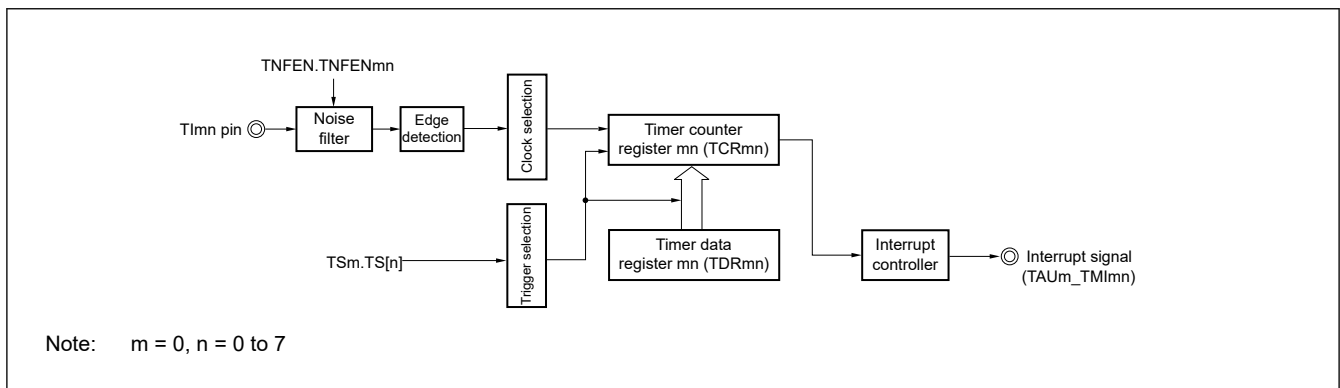 TNFEN.TNFENmn
TImn pin
Noise
filter
Edge
detection
Clock selection
Timer counter
register mn (TCRmn)
TSm.TS[n]
Trigger selection
Timer data
register mn (TDRmn)
Interrupt
controller
Interrupt signal
(TAUm_TMImn)
Note: m = 0, n = 0 to 7